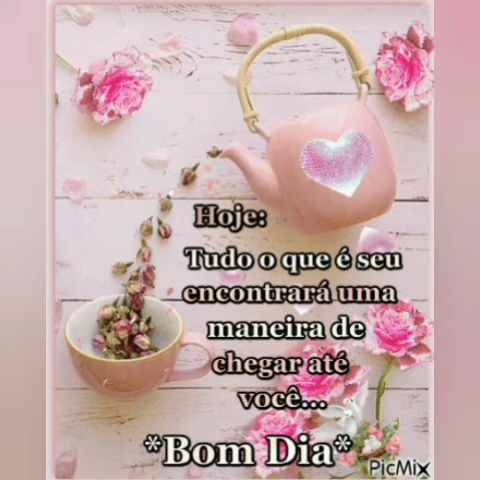 Hoje:
Tudo o que é seu
encontrará uma
maneira de
chegar até
você...
*Bom Dia*
PicMix